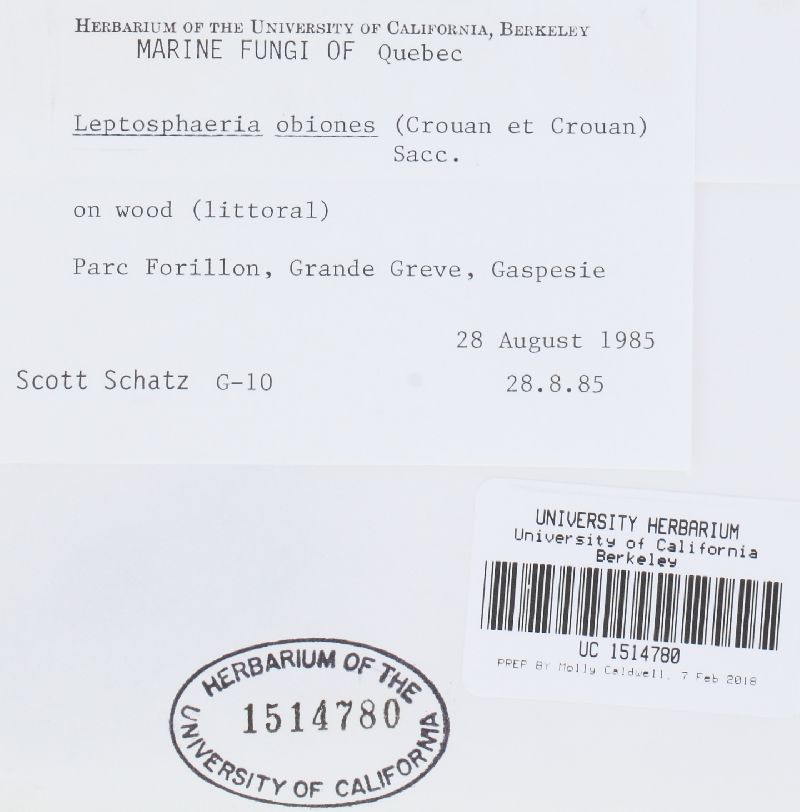 HERBARIUM OF THE UNIVERSITY OF CALIFORNIA, BERKELEY
MARINE FUNGI OF Quebec
Leptosphaeria obiones (Crouan et Crouan)
Sacc.
on wood (littoral)
Parc Forillon, Grande Greve, Gaspesie
28 August 1985
Scott Schatz G-10 28.8.85
UNIVERSITY HERBARIUM
University of California
Berkeley
UC 1514780
PREP BY Molly Caldwell, 7 Feb 2018
HERBARIUM OF THE
1514780
UNIVERSITY OF CALIFORNIA